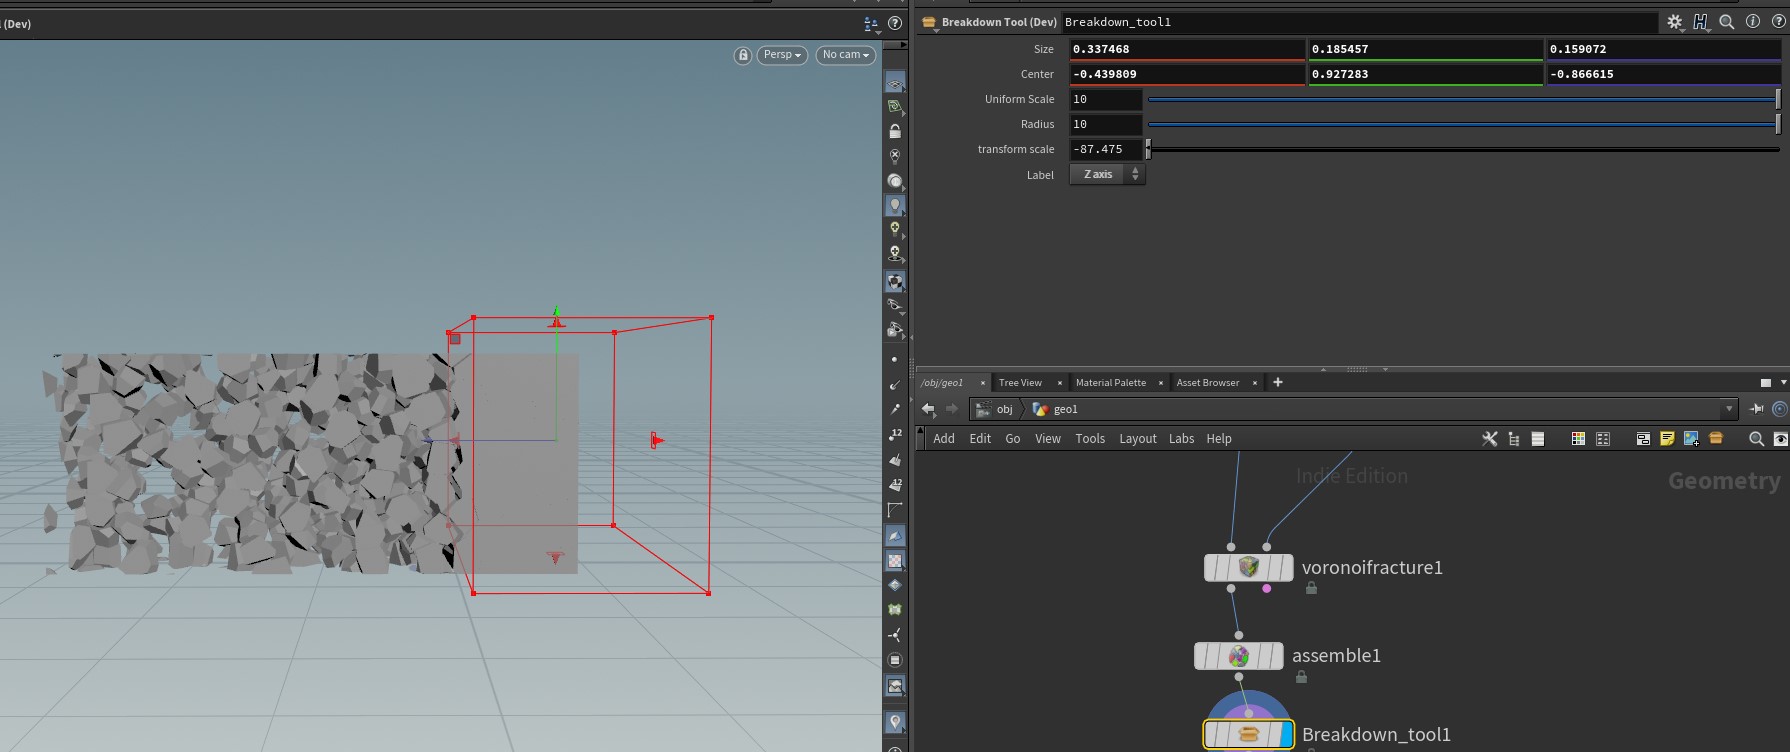 (Dev)
Persp
No cam
12
12
Breakdown Tool (Dev) Breakdown_tool1
Size 0.337468 0.185457 0.159072
Center -0.439809 0.927283 -0.866615
Uniform Scale 10
Radius 10
transform scale -87.475
Label Z axis
/obj/geo1 × Tree View × Material Palette × Asset Browser ×
obj geo1
Add Edit Go View Tools Layout Labs Help
Indie Edition
Geometry
voronoifracture1
assemble1
Breakdown_tool1